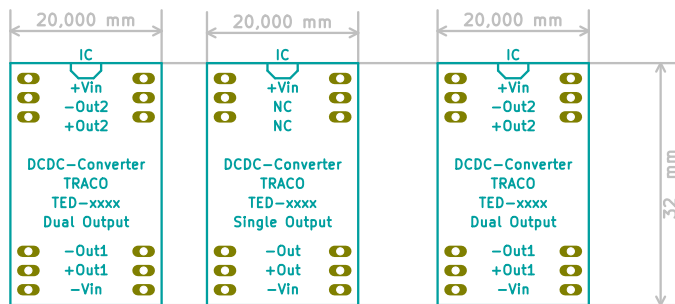 20,000 mm
20,000 mm
20,000 mm
IC
+Vin
-Out2
+Out2
DCDC-Converter
TRACO
TED-xxxx
Dual Output
-Out1
+Out1
-Vin
IC
+Vin
NC
NC
DCDC-Converter
TRACO
TED-xxxx
Single Output
-Out
+Out
-Vin
IC
+Vin
-Out2
+Out2
DCDC-Converter
TRACO
TED-xxxx
Dual Output
-Out1
+Out1
-Vin
32 mm